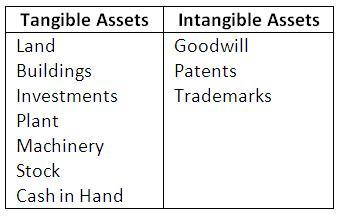 Tangible Assets Intangible Assets
Land Goodwill
Buildings Patents
Investments Trademarks
Plant
Machinery
Stock
Cash in Hand